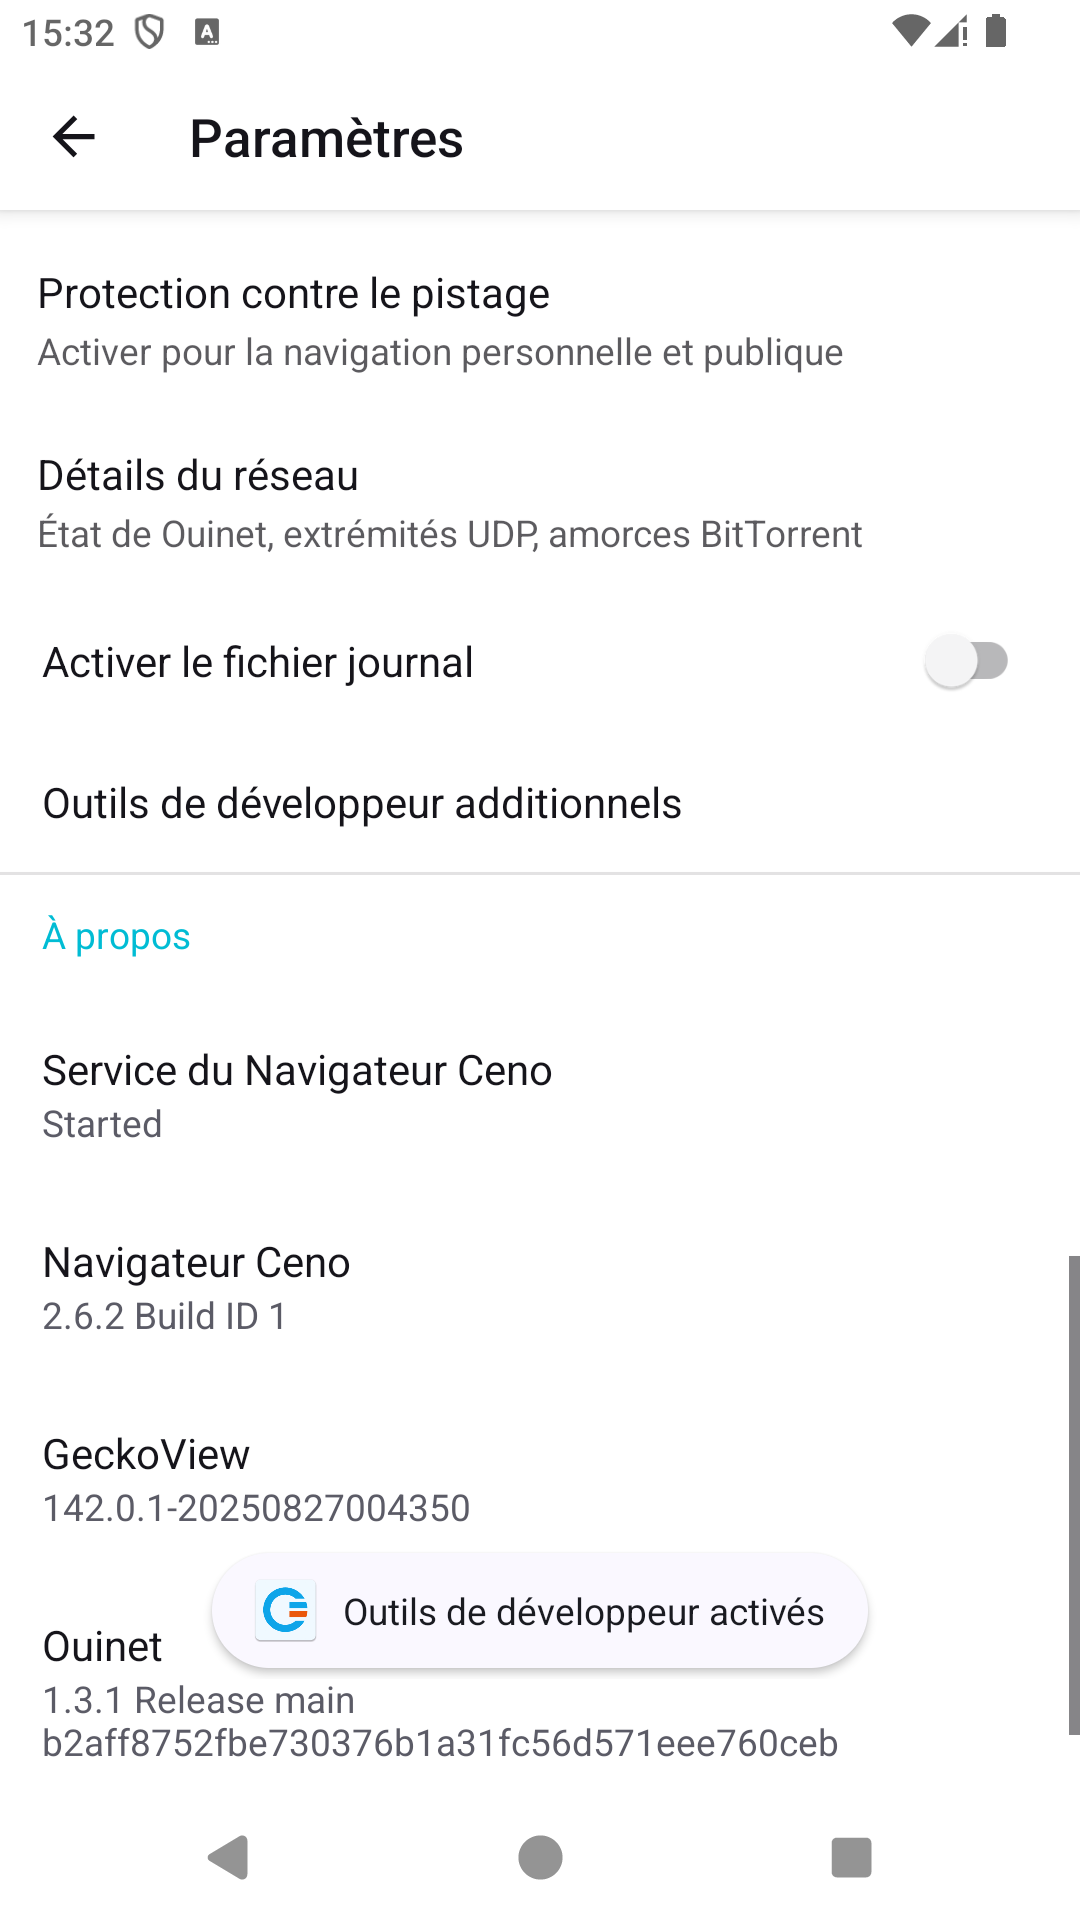 15:32
Paramètres
Protection contre le pistage
Activer pour la navigation personnelle et publique
Détails du réseau
État de Ouinet, extrémités UDP, amorces BitTorrent
Activer le fichier journal
Outils de développeur additionnels
À propos
Service du Navigateur Ceno
Started
Navigateur Ceno
2.6.2 Build ID 1
GeckoView
142.0.1-20250827004350
Outils de développeur activés
Ouinet
1.3.1 Release main
b2aff8752fbe730376b1a31fc56d571eee760ceb